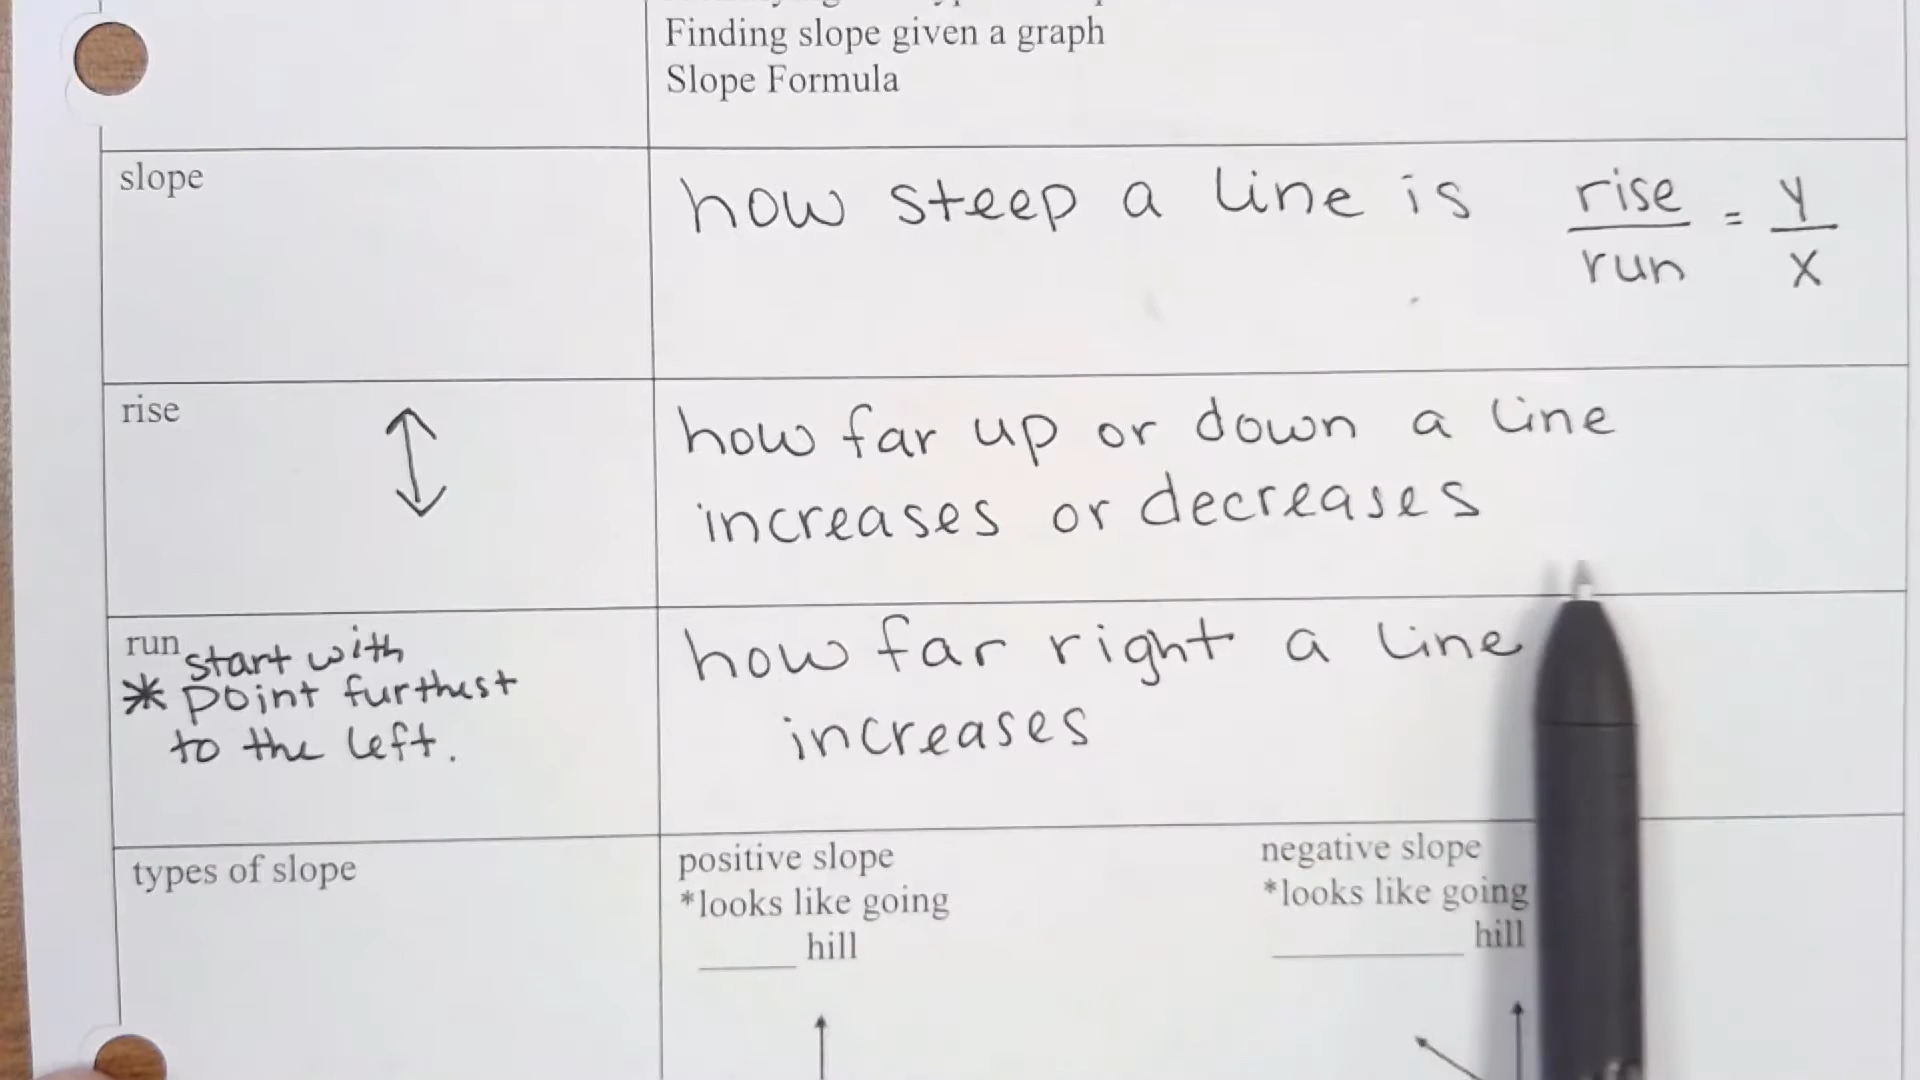 Finding slope given a graph
Slope Formula
slope
how steep a line is rise/run = y/x
rise
how far up or down a line
increases or decreases
run
start with
* point furthest
to the left.
how far right a line
increases
types of slope
positive slope
*looks like going
_____ hill
negative slope
*looks like going
__________ hill